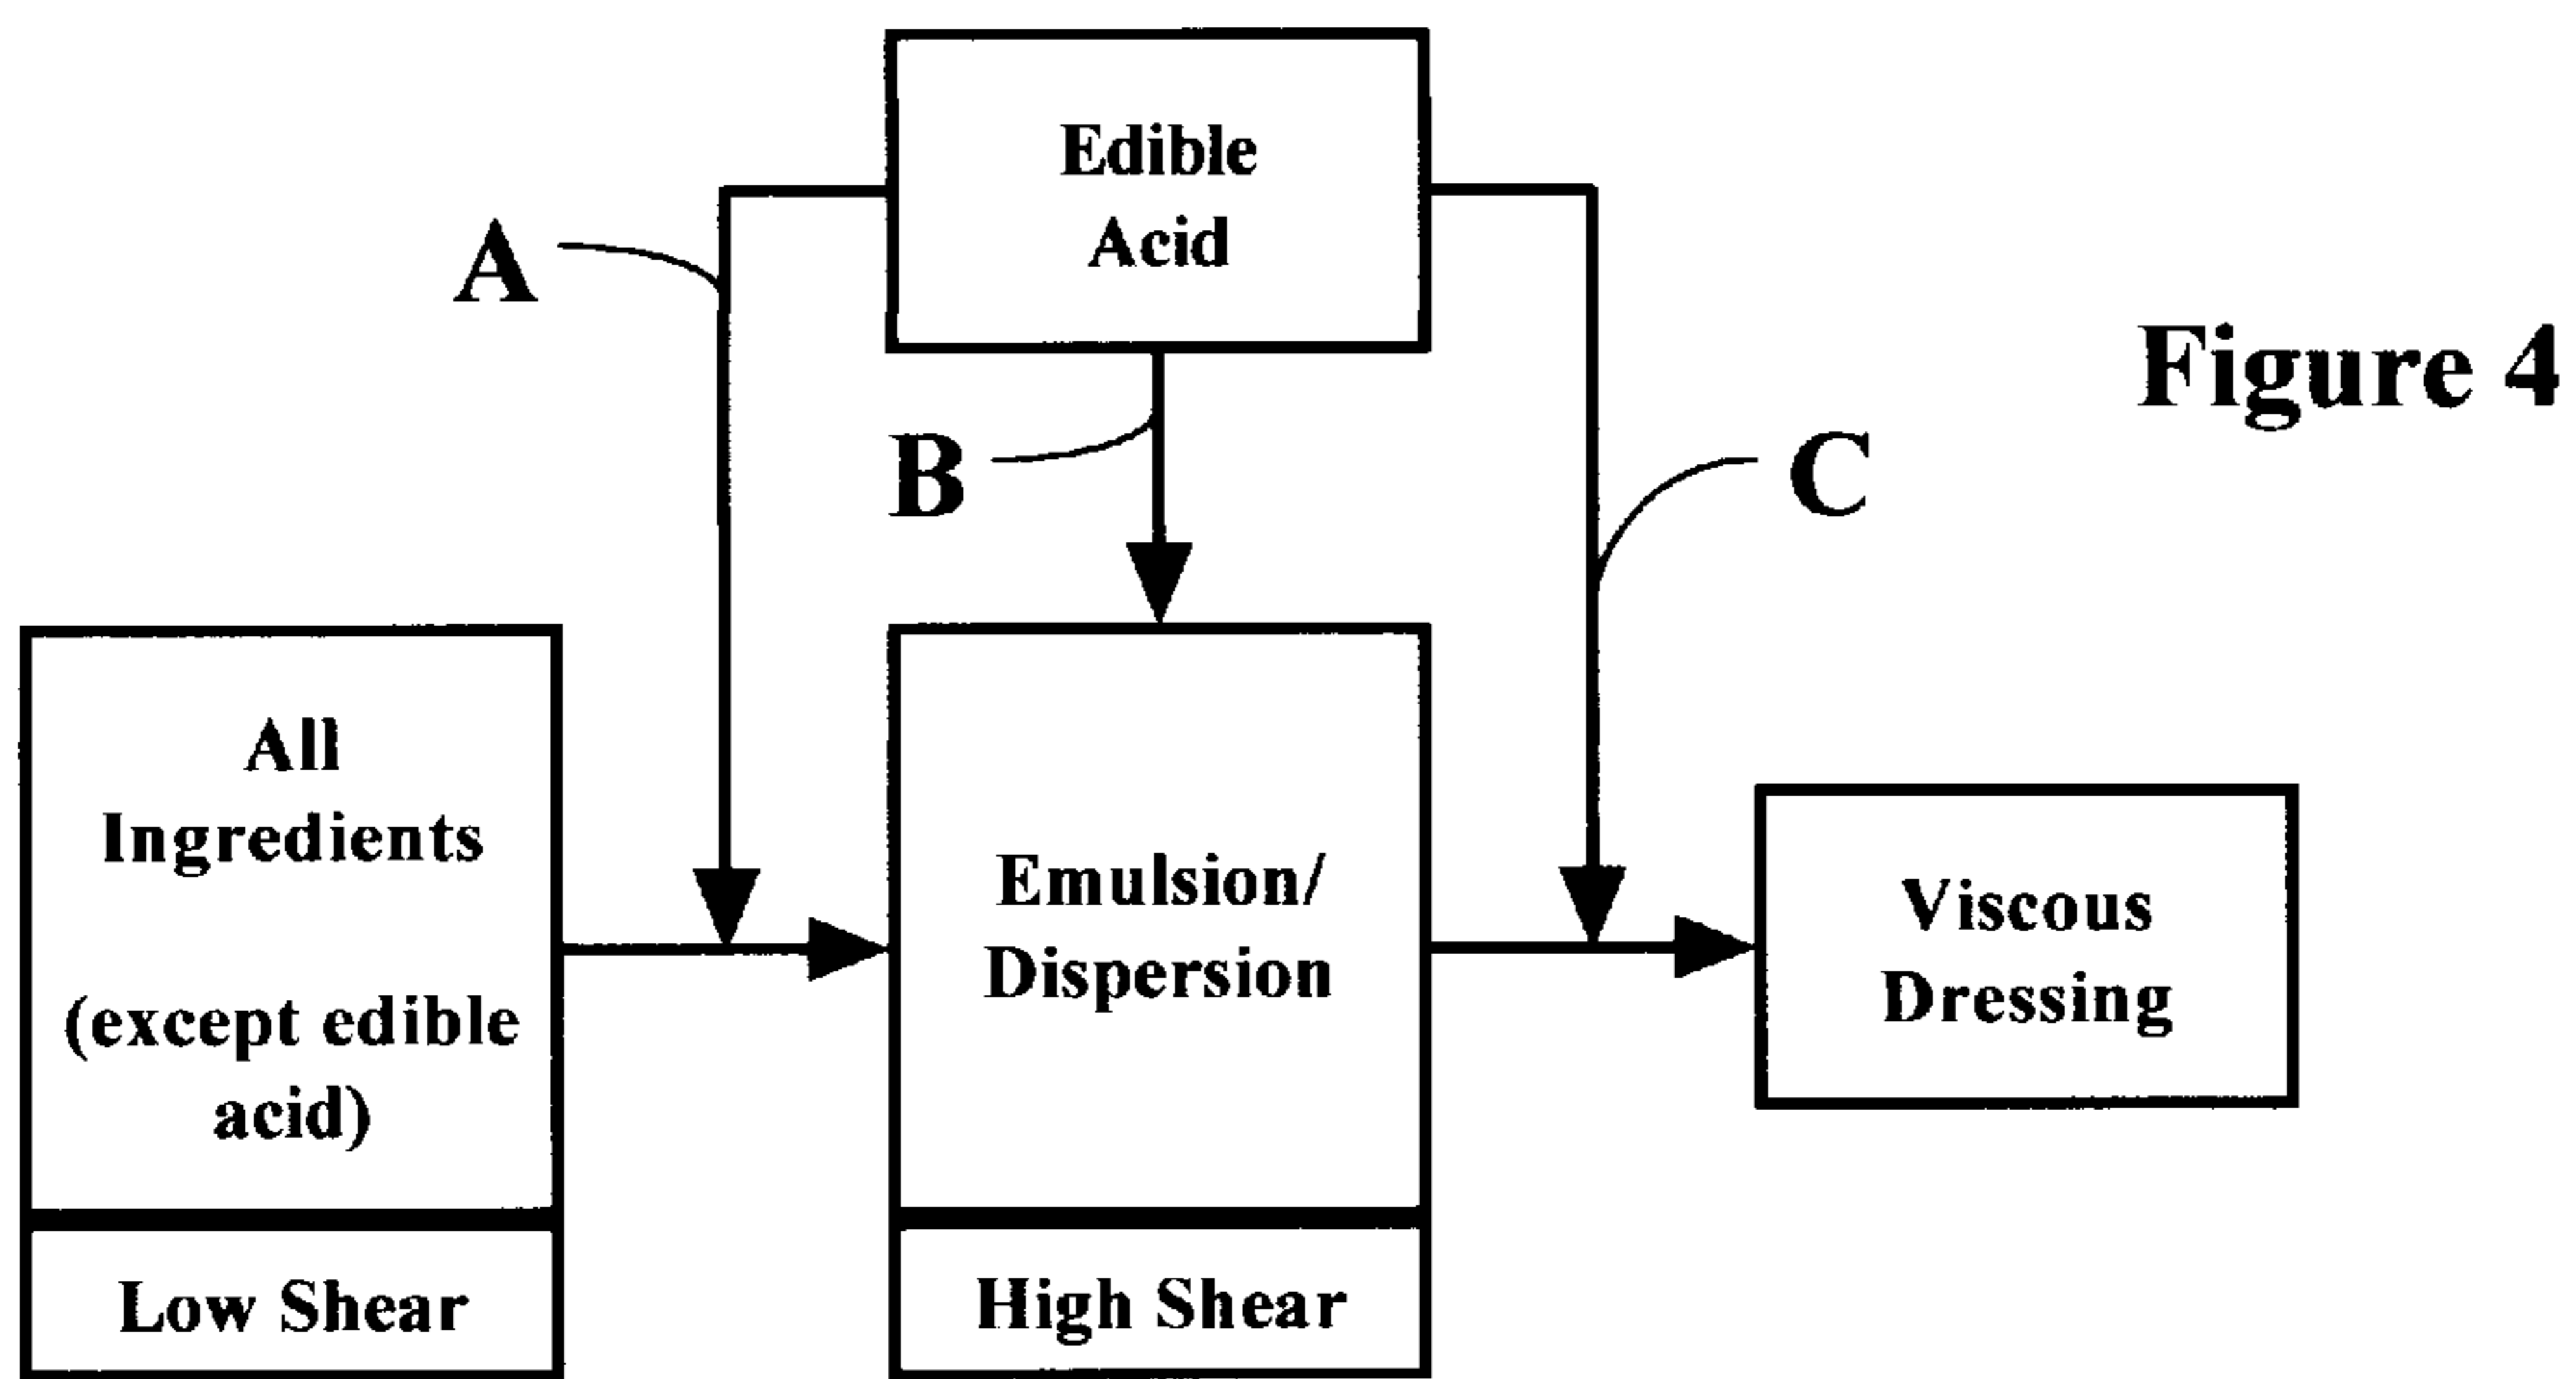 Edible
Acid
A
B
C
Figure 4
All
Ingredients
(except edible
acid)
Low Shear
Emulsion/
Dispersion
High Shear
Viscous
Dressing